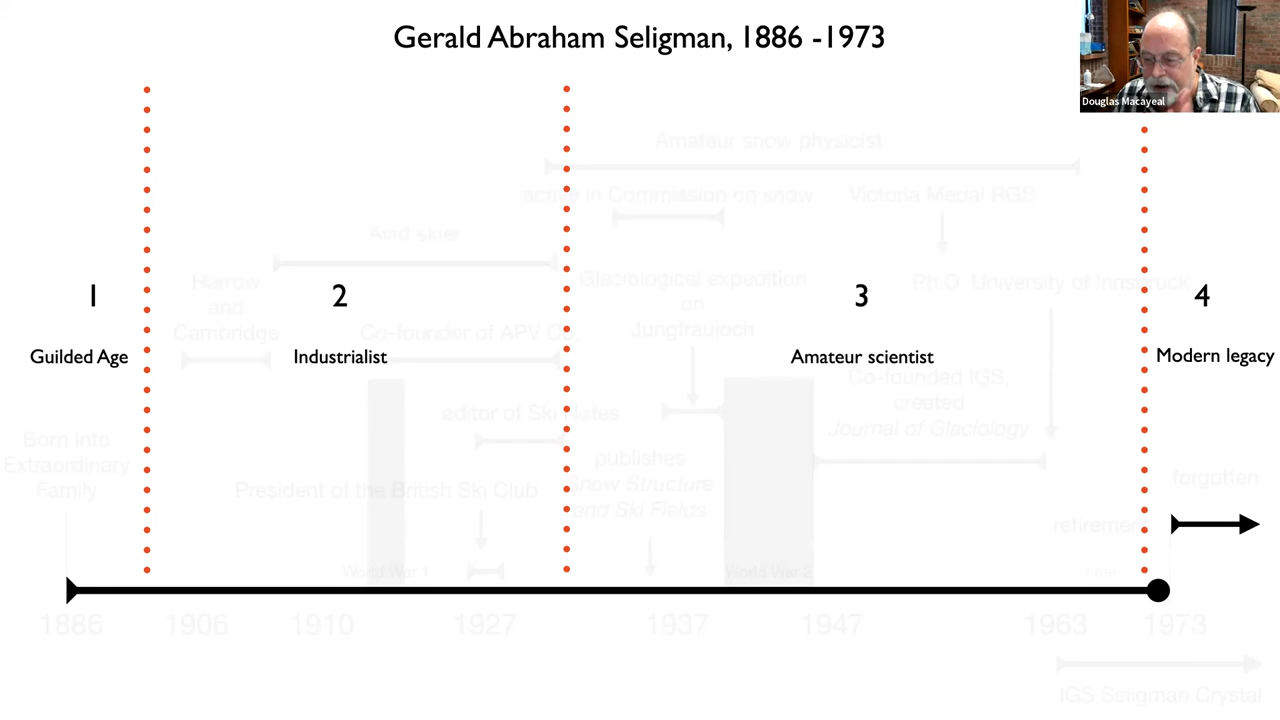 Gerald Abraham Seligman, 1886 -1973
Douglas Macayeal
Amateur snow physicist
active in Commission on snow
Victoria Medal RGS
Avid skier
Harrow
and
Cambridge
Glaciological expedition
on
Jungfraujoch
Ph.D. University of Innsbruck
1
2
3
4
Co-founder of APV Co.
Guilded Age
Industrialist
Amateur scientist
Modern legacy
Co-founded IGS,
created
Journal of Glaciology
editor of Ski Notes
Born into
Extraordinary
Family
publishes
Snow Structure
and Ski Fields
President of the British Ski Club
forgotten
retirement
World War 1
World War 2
time
1886
1906
1910
1927
1937
1947
1963
1973
IGS Seligman Crystal